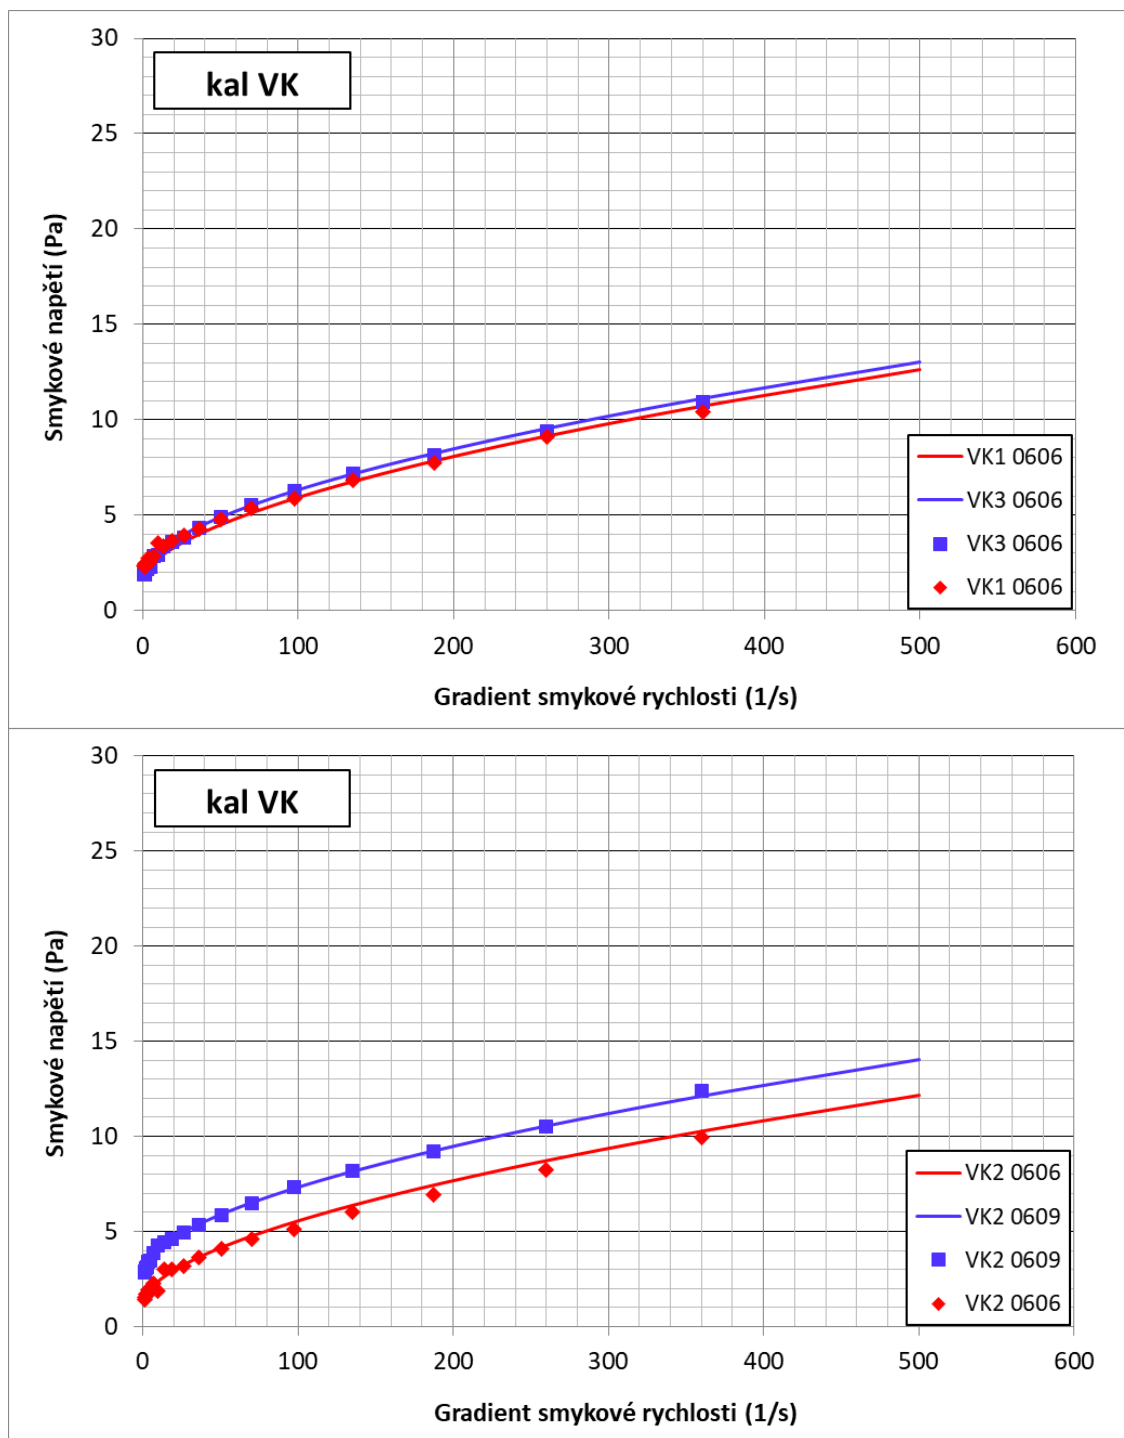 kal VK
30
25
20
15
10
5
0
Smykové napětí (Pa)
0 100 200 300 400 500 600
Gradient smykové rychlosti (1/s)
VK1 0606
VK3 0606
VK3 0606
VK1 0606
kal VK
30
25
20
15
10
5
0
Smykové napětí (Pa)
0 100 200 300 400 500 600
Gradient smykové rychlosti (1/s)
VK2 0606
VK2 0609
VK2 0609
VK2 0606